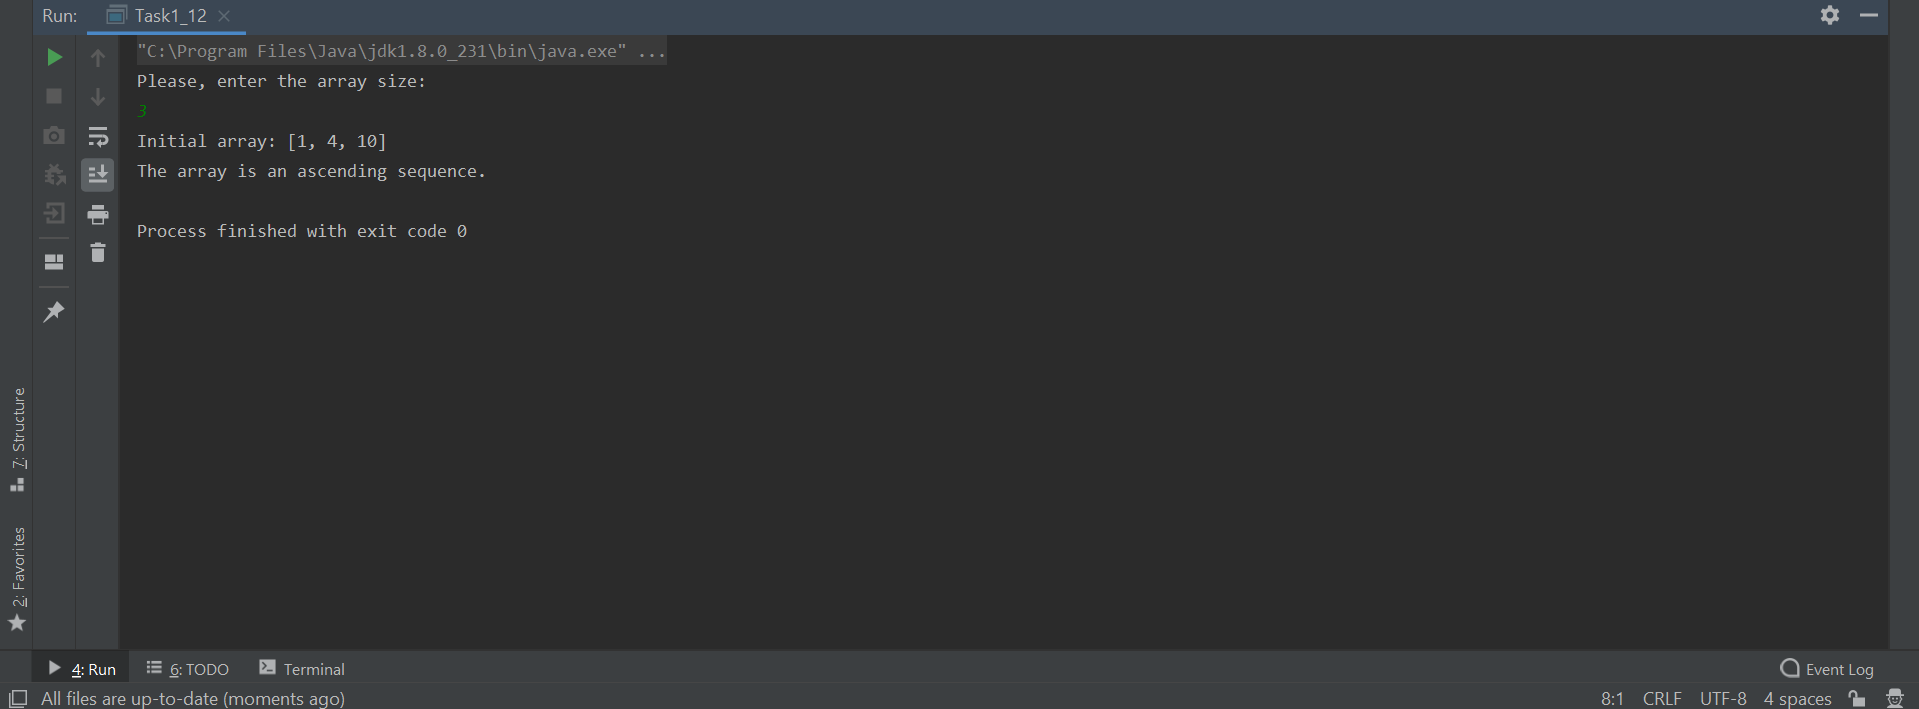 Run: Task1_12
"C:\Program Files\Java\jdk1.8.0_231\bin\java.exe" ...
Please, enter the array size:
3
Initial array: [1, 4, 10]
The array is an ascending sequence.
Process finished with exit code 0
7: Structure
2: Favorites
4: Run 6: TODO Terminal Event Log
All files are up-to-date (moments ago) 8:1 CRLF UTF-8 4 spaces